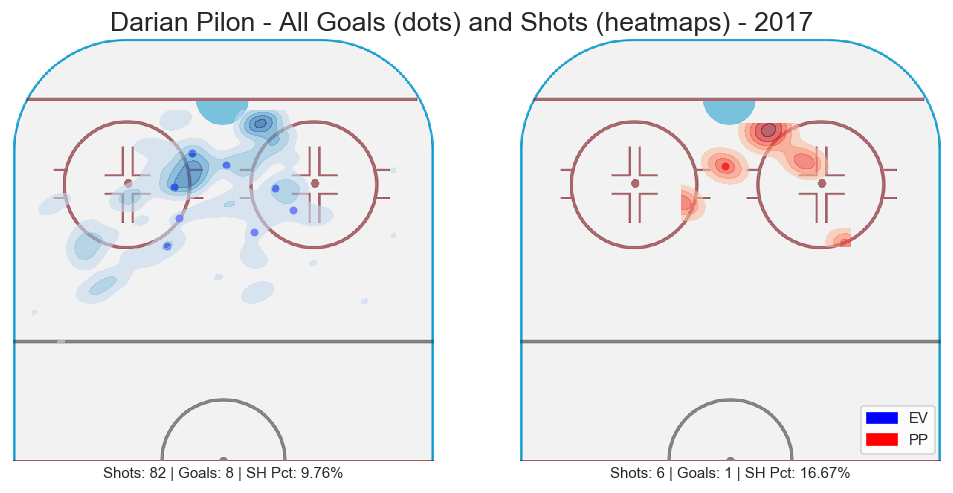 Darian Pilon - All Goals (dots) and Shots (heatmaps) - 2017
EV
PP
Shots: 82 | Goals: 8 | SH Pct: 9.76%
Shots: 6 | Goals: 1 | SH Pct: 16.67%